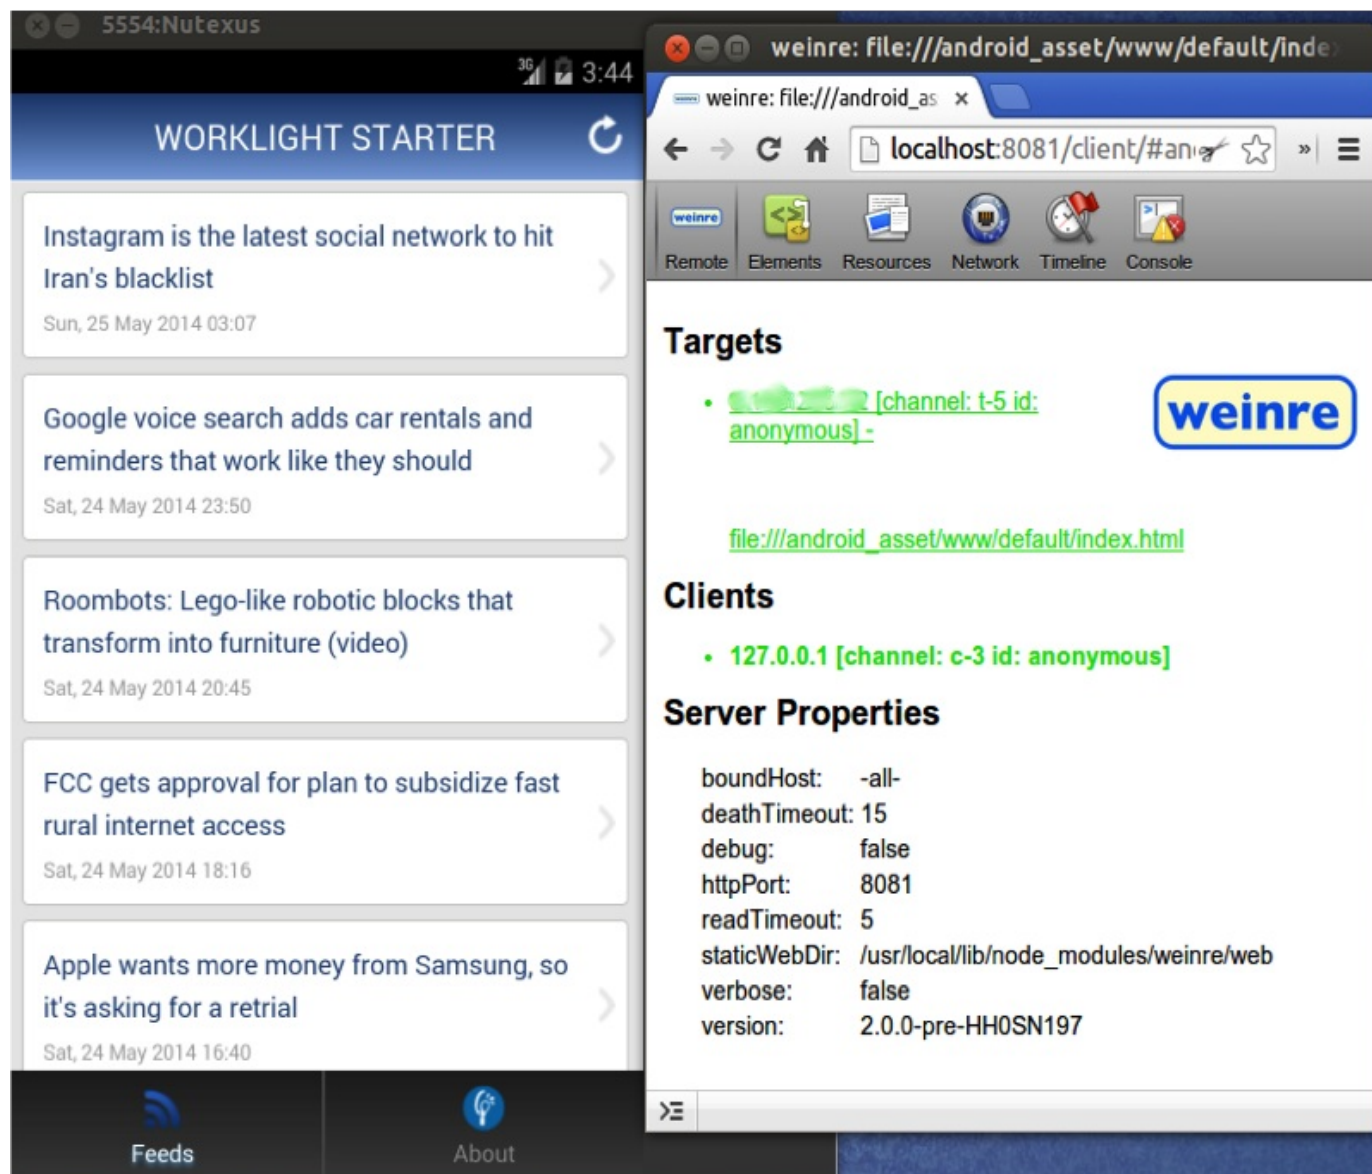 5554:Nutexus
3G 3:44
WORKLIGHT STARTER
Instagram is the latest social network to hit
Iran's blacklist
Sun, 25 May 2014 03:07
Google voice search adds car rentals and
reminders that work like they should
Sat, 24 May 2014 23:50
Roombots: Lego-like robotic blocks that
transform into furniture (video)
Sat, 24 May 2014 20:45
FCC gets approval for plan to subsidize fast
rural internet access
Sat, 24 May 2014 18:16
Apple wants more money from Samsung, so
it's asking for a retrial
Sat, 24 May 2014 16:40
Feeds About
weinre: file:///android_asset/www/default/inde
weinre: file:///android_as
localhost:8081/client/#an
weinre
Remote Elements Resources Network Timeline Console
Targets
[channel: t-5 id:
anonymous] -
weinre
file:///android_asset/www/default/index.html
Clients
127.0.0.1 [channel: c-3 id: anonymous]
Server Properties
boundHost: -all-
deathTimeout: 15
debug: false
httpPort: 8081
readTimeout: 5
staticWebDir: /usr/local/lib/node_modules/weinre/web
verbose: false
version: 2.0.0-pre-HH0SN197